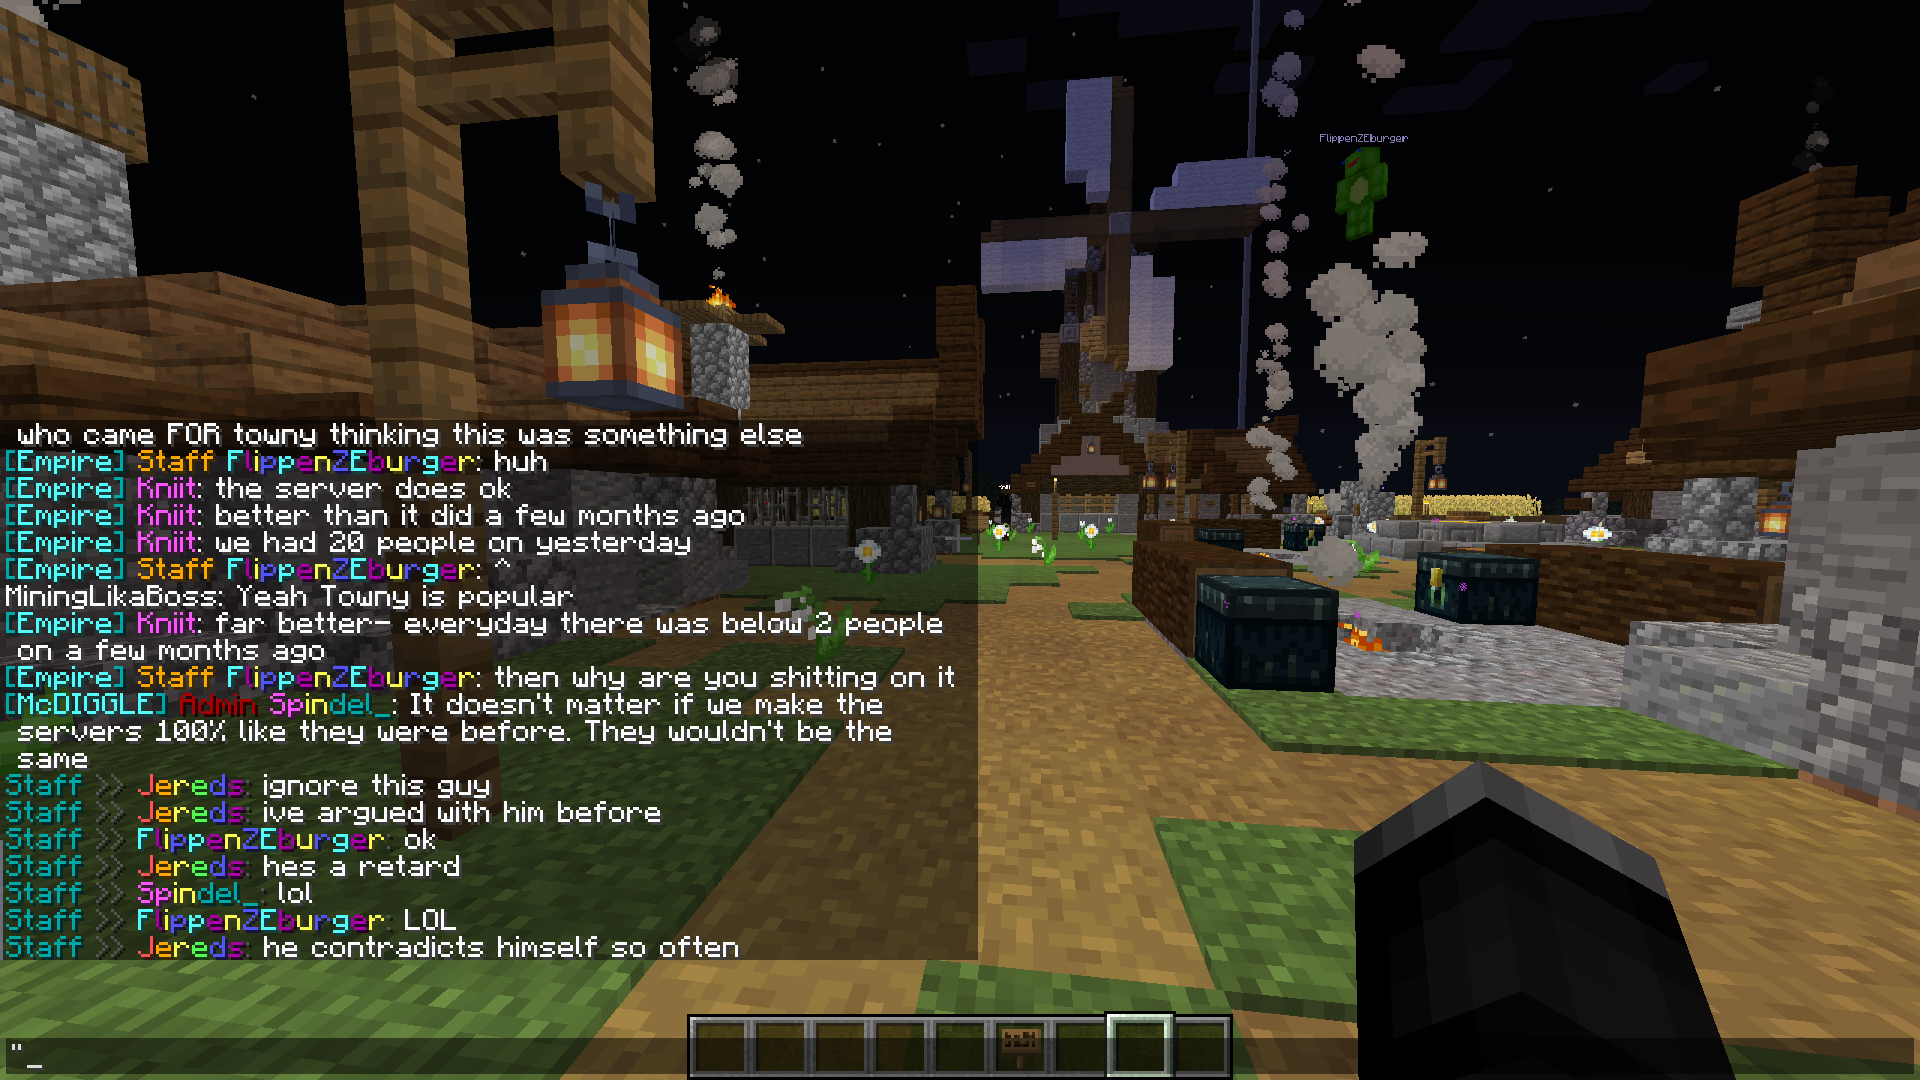 FlippenZEburger
who came FOR towny thinking this was something else
[Empire] Staff FlippenZEburger: huh
[Empire] Kniit: the server does ok
[Empire] Kniit: better than it did a few months ago
[Empire] Kniit: we had 20 people on yesterday
[Empire] Staff FlippenZEburger: ^
MiningLikaBoss: Yeah Towny is popular
[Empire] Kniit: far better- everyday there was below 2 people
on a few months ago
[Empire] Staff FlippenZEburger: then why are you shitting on it
[McDIGGLE] Admin Spindel_: It doesn't matter if we make the
servers 100% like they were before. They wouldn't be the
same
Staff >> Jereds: ignore this guy
Staff >> Jereds: ive argued with him before
Staff >> FlippenZEburger: ok
Staff >> Jereds: hes a retard
Staff >> Spindel_: lol
Staff >> FlippenZEburger: LOL
Staff >> Jereds: he contradicts himself so often
"_